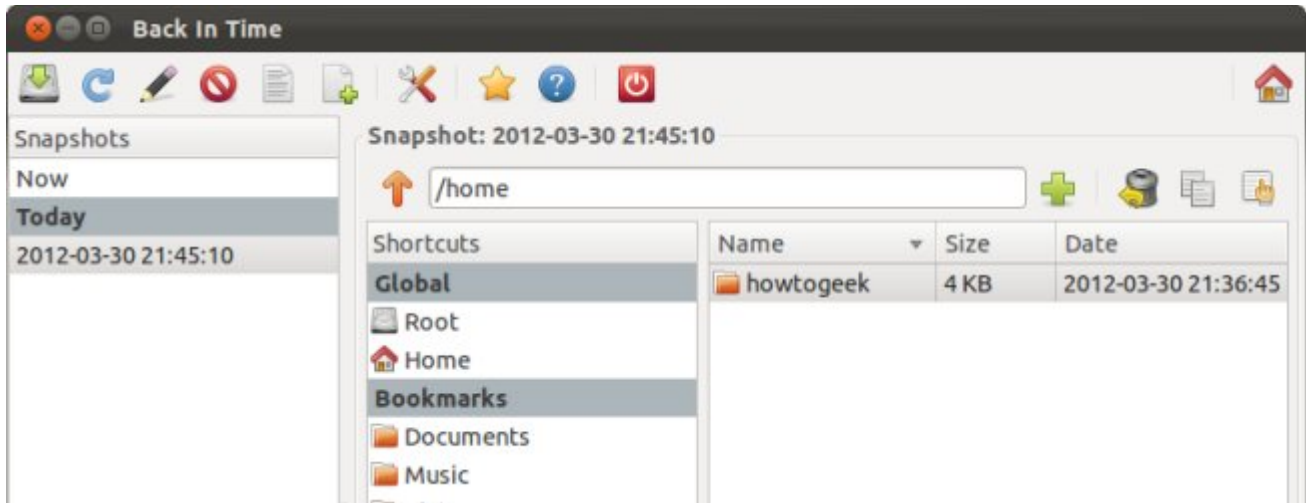 Back In Time
Snapshots
Now
Today
2012-03-30 21:45:10
Snapshot: 2012-03-30 21:45:10
/home
Shortcuts
Global
Root
Home
Bookmarks
Documents
Music
Name Size Date
howtogeek 4 KB 2012-03-30 21:36:45